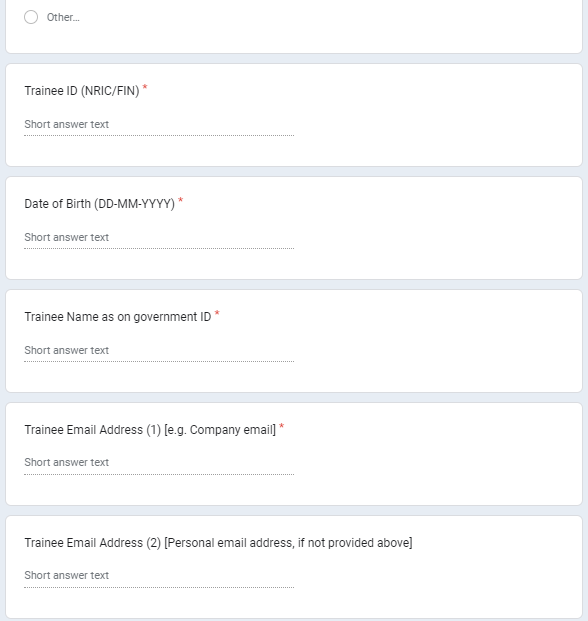 Other...
Trainee ID (NRIC/FIN) *
Short answer text
Date of Birth (DD-MM-YYYY) *
Short answer text
Trainee Name as on government ID *
Short answer text
Trainee Email Address (1) [e.g. Company email] *
Short answer text
Trainee Email Address (2) [Personal email address, if not provided above]
Short answer text